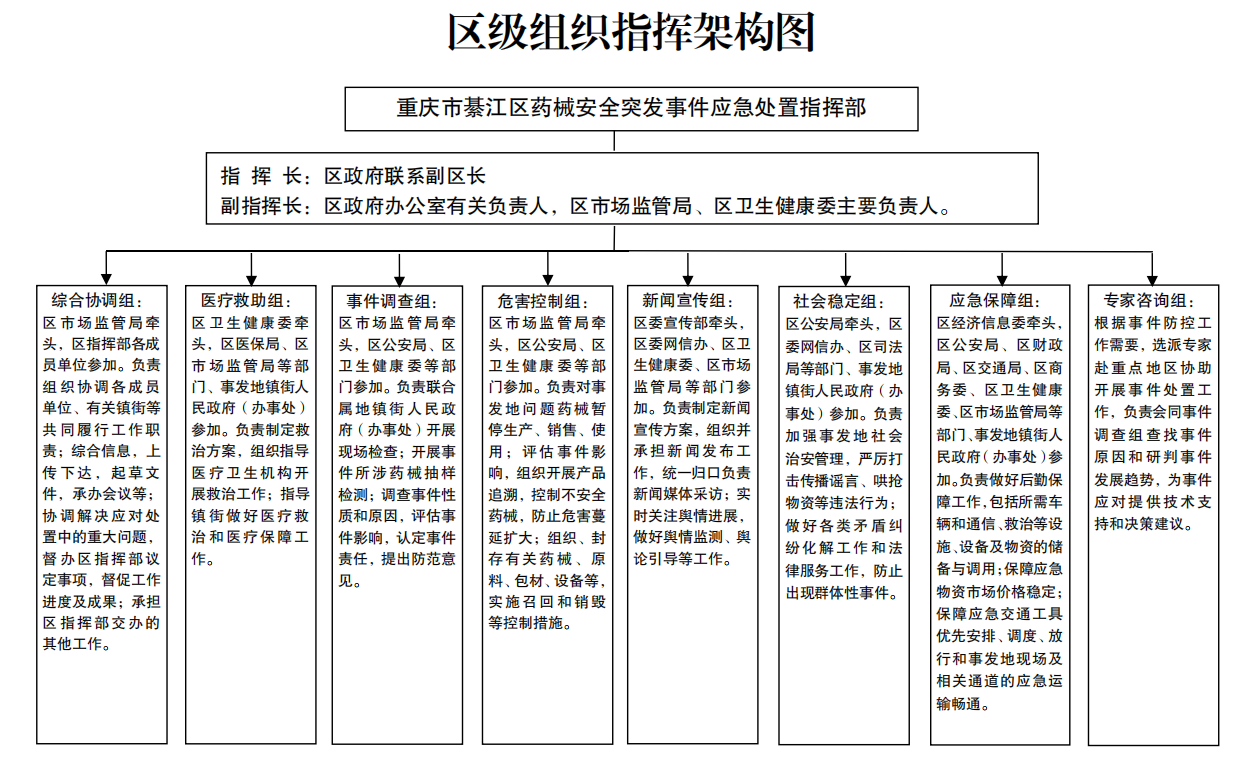 区级组织指挥架构图
重庆市綦江区药械安全突发事件应急处置指挥部
指 挥 长：区政府联系副区长
副指挥长：区政府办公室有关负责人，区市场监管局、区卫生健康委主要负责人。
综合协调组：
区市场监管局牵
头，区指挥部各成
员单位参加。负责
组织协调各成员
单位、有关镇街等
共同履行工作职
责；综合信息，上
传下达，起草文
件，承办会议等；
协调解决应对处
置中的重大问题，
督办区指挥部议
定事项，督促工作
进度及成果；承担
区指挥部交办的
其他工作。
医疗救助组：
区卫生健康委牵
头，区医保局、区
市场监管局等部
门、事发地镇街人
民政府（办事处）
参加。负责制定救
治方案，组织指导
医疗卫生机构开
展救治工作；指导
镇街做好医疗救
治和医疗保障工
作。
事件调查组：
区市场监管局牵
头，区公安局、区
卫生健康委等部
门参加。负责联合
属地镇街人民政
府（办事处）开展
现场检查；开展事
件所涉药械抽样
检测；调查事件性
质和原因，评估事
件影响，认定事件
责任，提出防范意
见。
危害控制组：
区市场监管局牵
头，区公安局、区
卫生健康委等部
门参加。负责对事
发地问题药械暂
停生产、销售、使
用；评估事件影
响，组织开展产品
追溯，控制不安全
药械，防止危害蔓
延扩大；组织、封
存有关药械、原
料、包材、设备等，
实施召回和销毁
等控制措施。
新闻宣传组：
区委宣传部牵头，
区委网信办、区卫
生健康委、区市场
监管局等部门参
加。负责制定新闻
宣传方案，组织并
承担新闻发布工
作，统一归口负责
新闻媒体采访；实
时关注舆情进展，
做好舆情监测、舆
论引导等工作。
社会稳定组：
区公安局牵头，区
委网信办、区司法
局等部门、事发地
镇街人民政府（办
事处）参加。负责
加强事发地社会
治安管理，严厉打
击传播谣言、哄抢
物资等违法行为；
做好各类矛盾纠
纷化解工作和法
律服务工作，防止
出现群体性事件。
应急保障组：
区经济信息委牵头，
区公安局、区财政
局、区交通局、区商
务委、区卫生健康
委、区市场监管局等
部门、事发地镇街人
民政府（办事处）参
加。负责做好后勤保
障工作，包括所需车
辆和通信、救治等设
施、设备及物资的储
备与调用；保障应急
物资市场价格稳定；
保障应急交通工具
优先安排、调度、放
行和事发地现场及
相关通道的应急运
输畅通。
专家咨询组：
根据事件防控工
作需要，选派专家
赴重点地区协助
开展事件处置工
作，负责会同事件
调查组查找事件
原因和研判事件
发展趋势，为事件
应对提供技术支
持和决策建议。